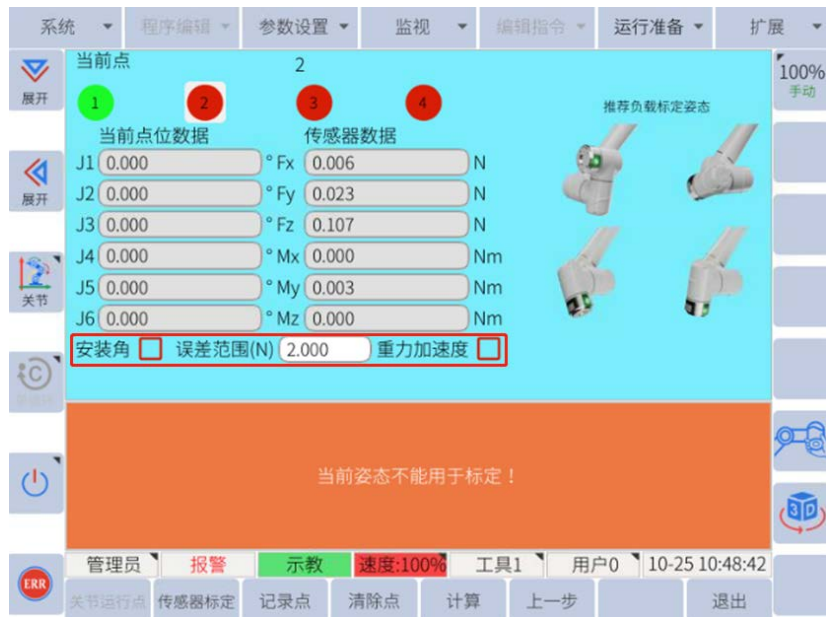 系统 程序编辑 参数设置 监视 编辑指令 运行准备 扩展
展开
当前点 2
100%
手动
1 2 3 4
推荐负载标定姿态
当前点位数据 传感器数据
J1 0.000 ° Fx 0.006 N
展开
J2 0.000 ° Fy 0.023 N
J3 0.000 ° Fz 0.107 N
J4 0.000 ° Mx 0.000 Nm
关节
J5 0.000 ° My 0.003 Nm
J6 0.000 ° Mz 0.000 Nm
安装角 误差范围(N) 2.000 重力加速度
C
当前姿态不能用于标定！
3D
管理员 报警 示教 速度:100% 工具1 用户0 10-25 10:48:42
ERR
关节运行点 传感器标定 记录点 清除点 计算 上一步 退出